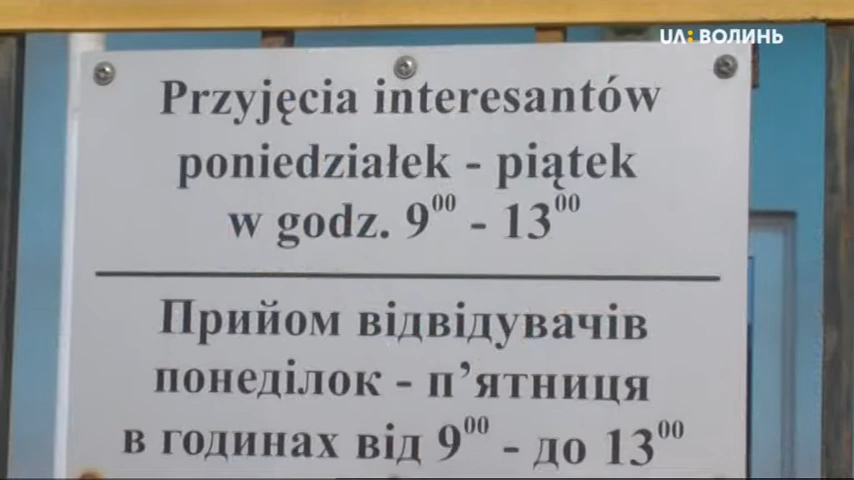 UA: ВОЛИНЬ
Przyjęcia interesantów
poniedziałek - piątek
w godz. 9⁰⁰ - 13⁰⁰
Прийом відвідувачів
понеділок - п’ятниця
в годинах від 9⁰⁰ - до 13⁰⁰